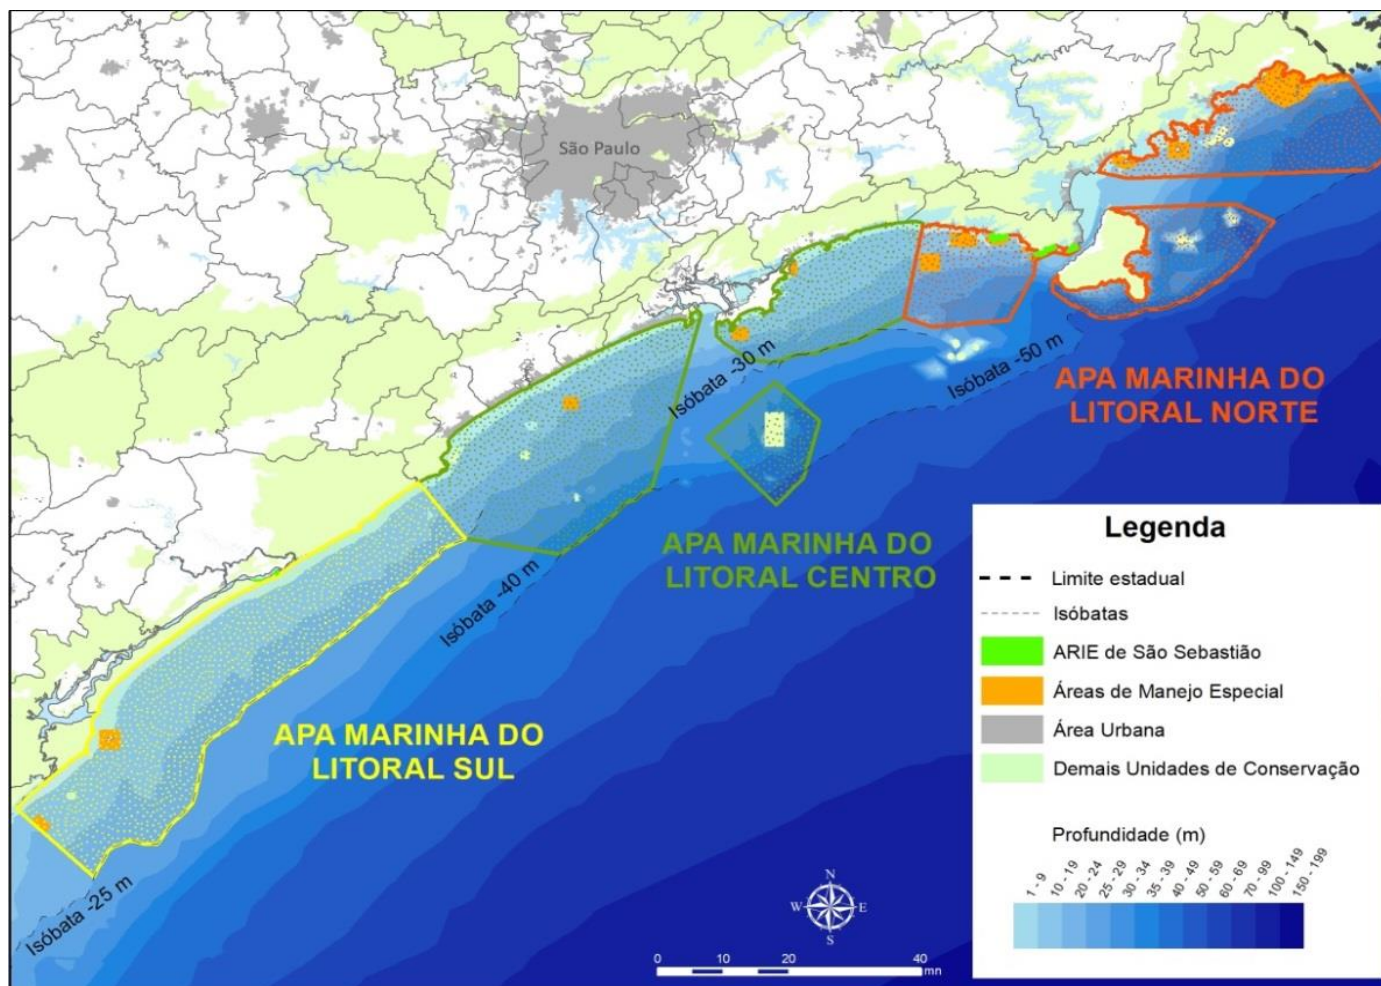 São Paulo
Isóbata -30 m
Isóbata -50 m
APA MARINHA DO
LITORAL NORTE
APA MARINHA DO
LITORAL CENTRO
Isóbata -40 m
APA MARINHA DO
LITORAL SUL
Isóbata -25 m
Legenda
Limite estadual
Isóbatas
ARIE de São Sebastião
Áreas de Manejo Especial
Área Urbana
Demais Unidades de Conservação
Profundidade (m)
1 - 9
10 - 19
20 - 24
25 - 29
30 - 34
35 - 39
40 - 49
50 - 59
60 - 69
70 - 99
100 - 149
150 - 199
N
W E
S
0 10 20 40
mn